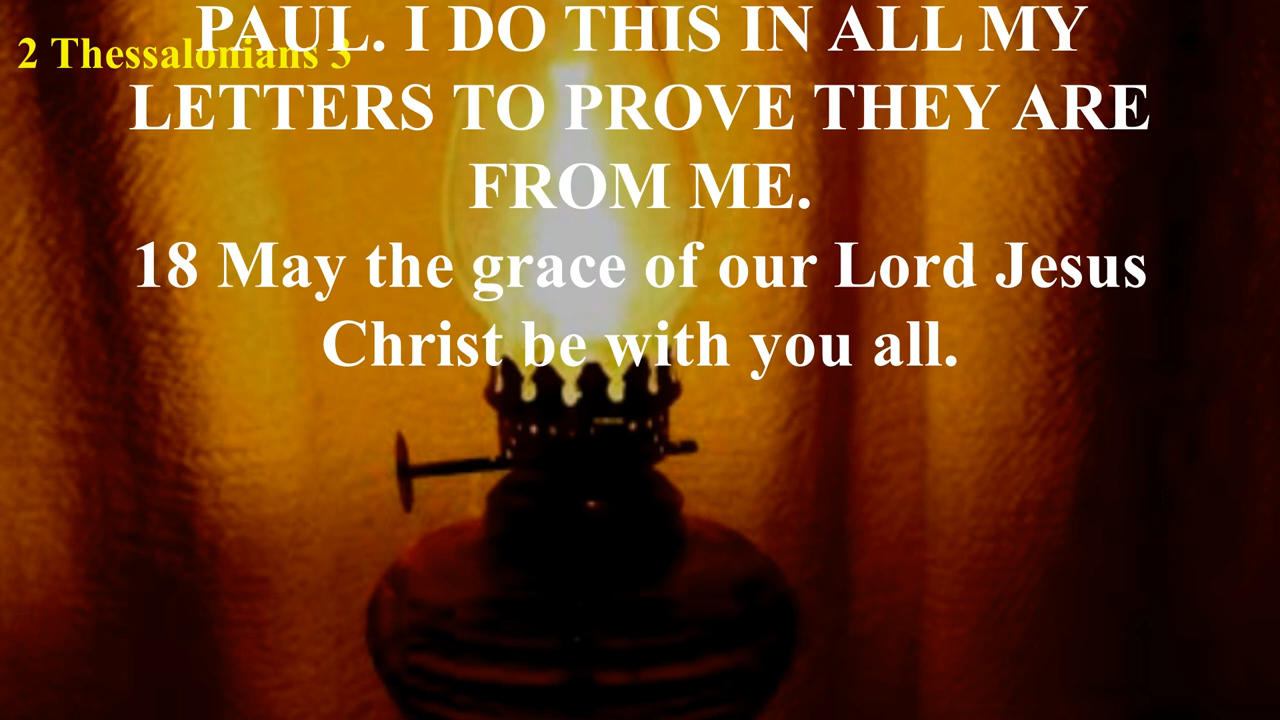 PAUL. I DO THIS IN ALL MY
2 Thessalonians 3
LETTERS TO PROVE THEY ARE
FROM ME.
18 May the grace of our Lord Jesus
Christ be with you all.